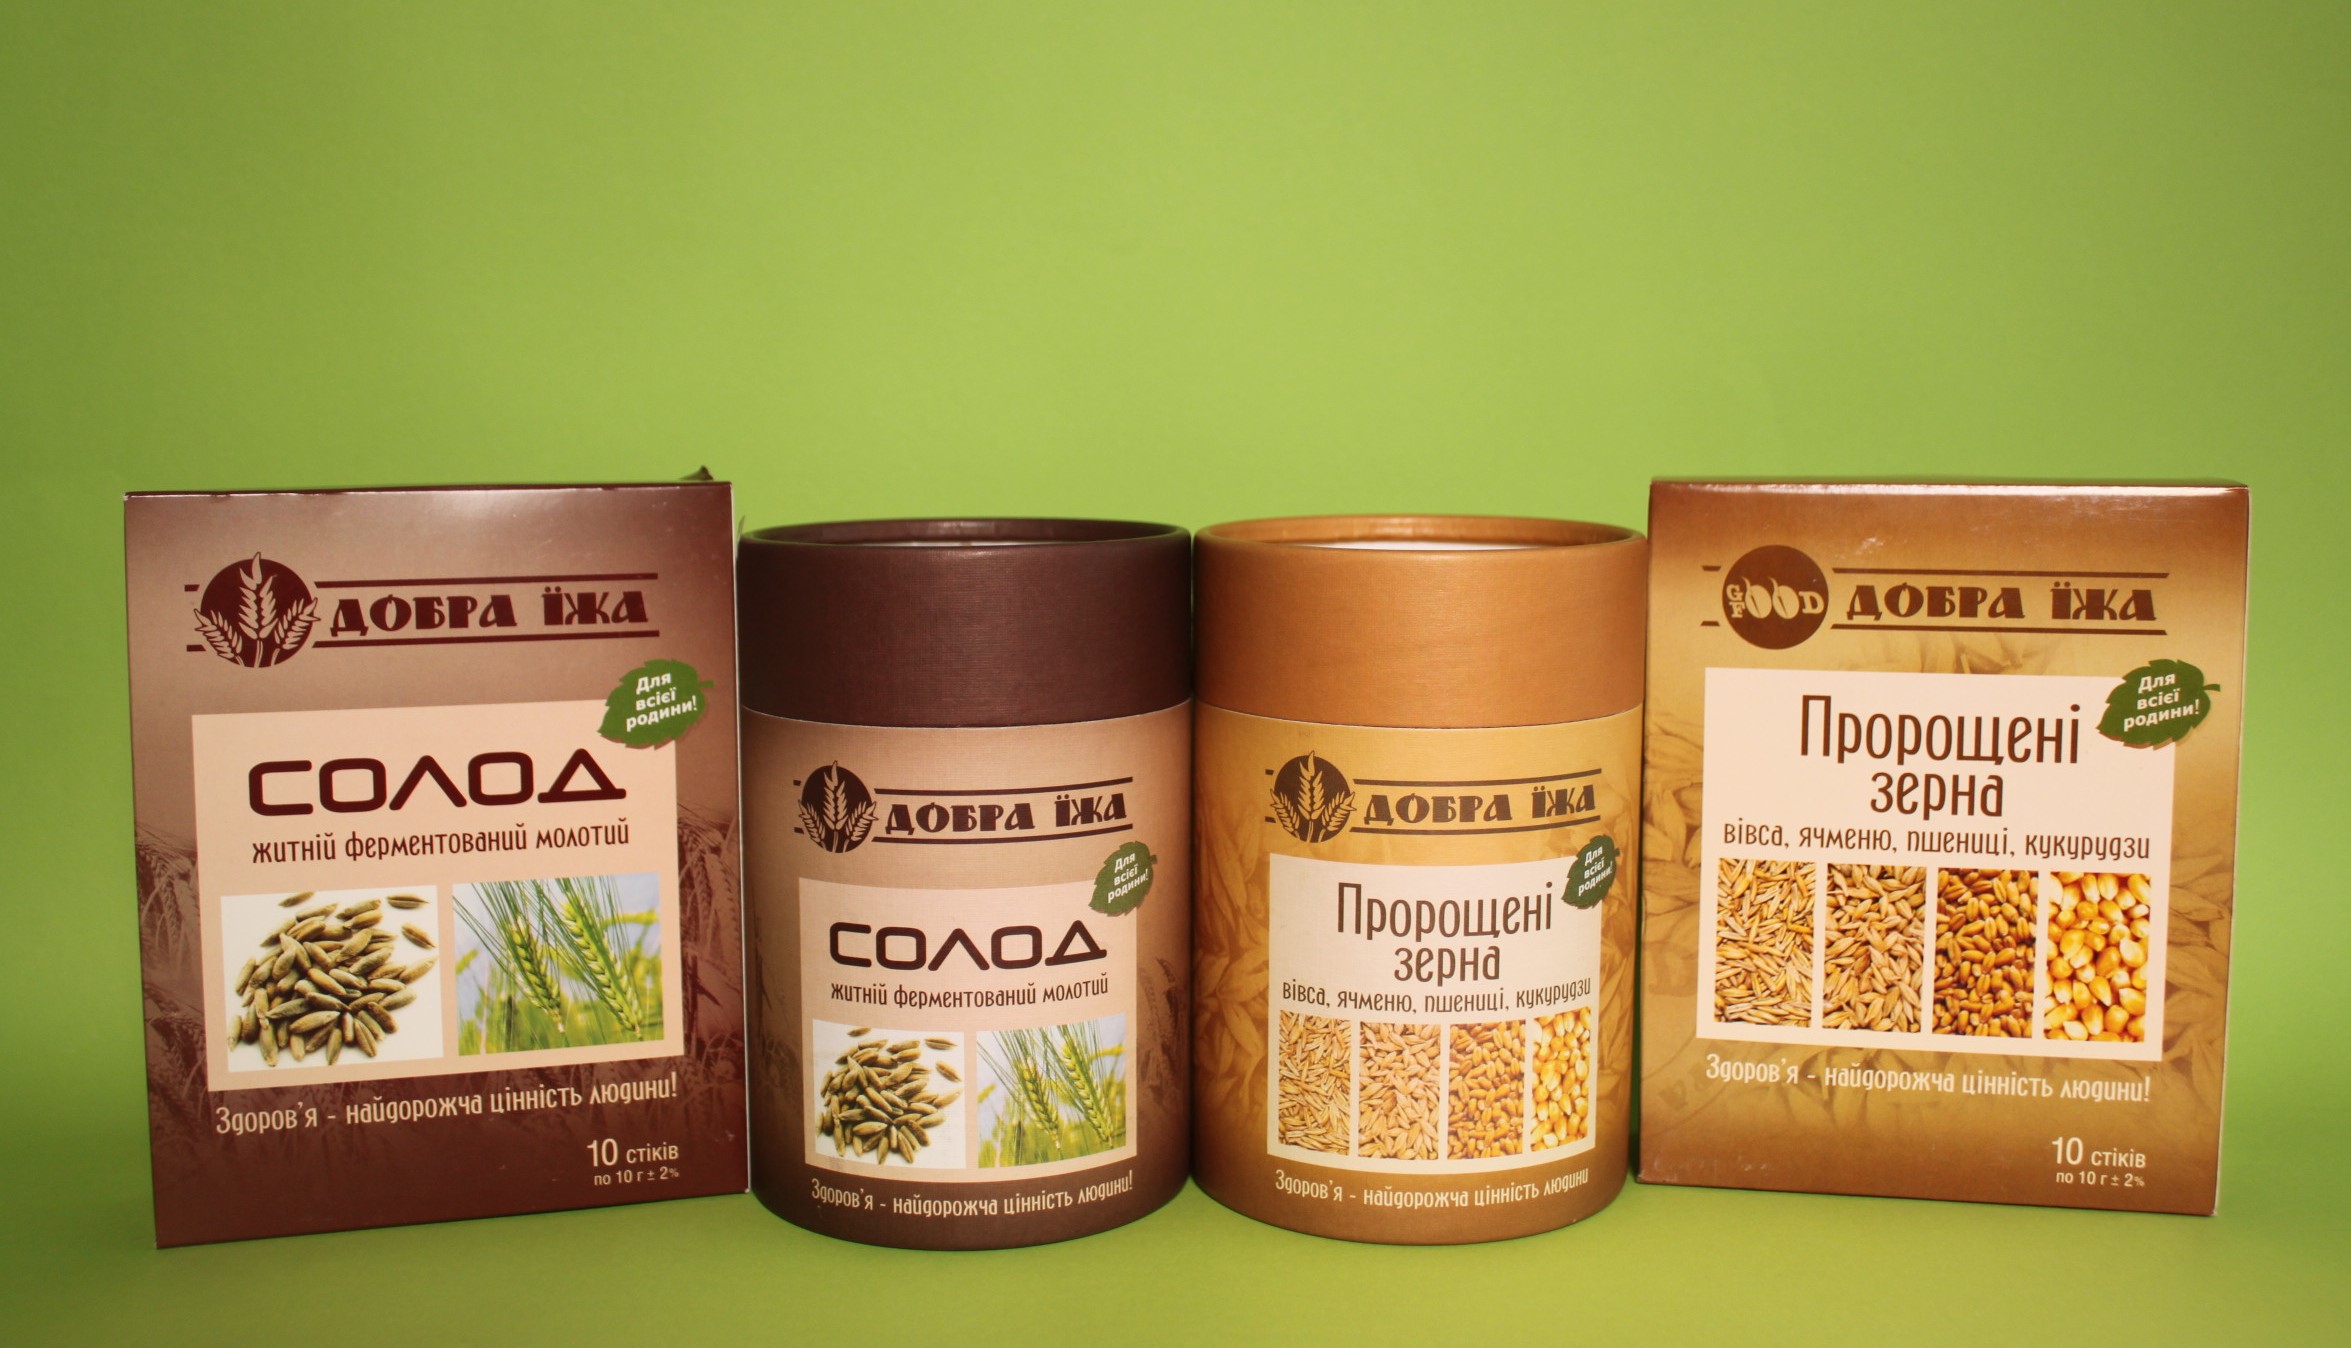 ДОБРА ЇЖА
Для
всієї
родини!
СОЛОД
житній ферментований молотий
Здоров'я - найдорожча цінність людини!
10 стіків
по 10 г ± 2%
ДОБРА ЇЖА
Для
всієї
родини!
СОЛОД
житній ферментований молотий
Здоров'я - найдорожча цінність людини!
ДОБРА ЇЖА
Для
всієї
родини!
Пророщені
зерна
вівса, ячменю, пшениці, кукурудзи
Здоров'я - найдорожча цінність людини
GOOD
FOOD
ДОБРА ЇЖА
Для
всієї
родини!
Пророщені
зерна
вівса, ячменю, пшениці, кукурудзи
Здоров'я - найдорожча цінність людини!
10 стіків
по 10 г ± 2%